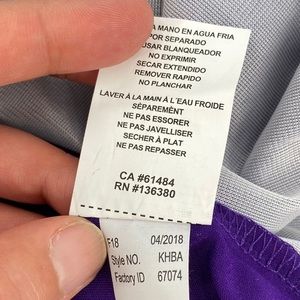 A MANO EN AGUA FRIA
POR SEPARADO
USAR BLANQUEADOR
NO EXPRIMIR
SECAR EXTENDIDO
REMOVER RAPIDO
NO PLANCHAR
LAVER À LA MAIN À L'EAU FROIDE
SÉPARÉMENT
NE PAS ESSORER
NE PAS JAVELLISER
SECHER À PLAT
NE PAS REPASSER
CA #61484
RN #136380
F18 04/2018
Style NO. KHBA
Factory ID 67074